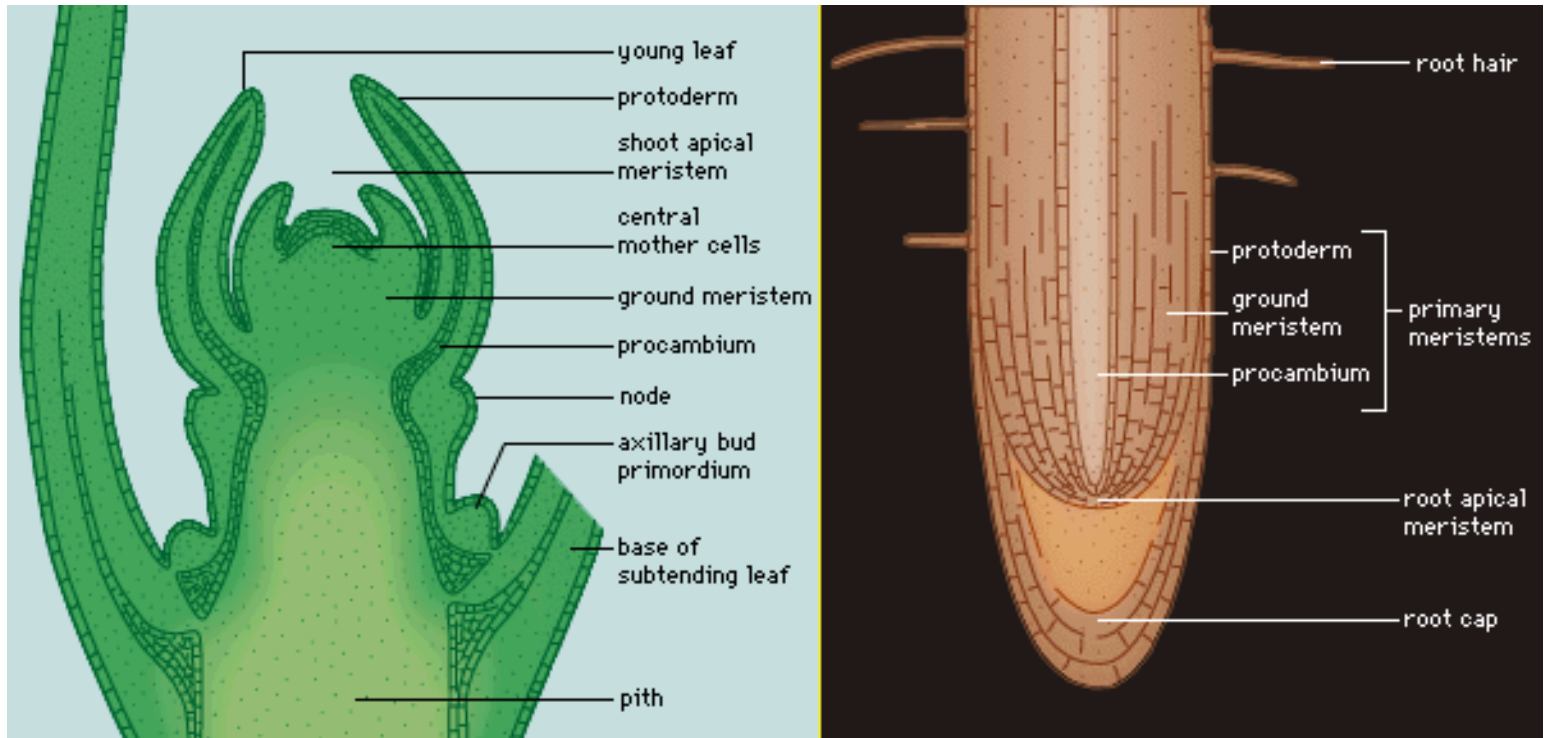 young leaf
protoderm
shoot apical
meristem
central
mother cells
ground meristem
procambium
node
axillary bud
primordium
base of
subtending leaf
pith
root hair
protoderm
ground
meristem
procambium
primary
meristems
root apical
meristem
root cap